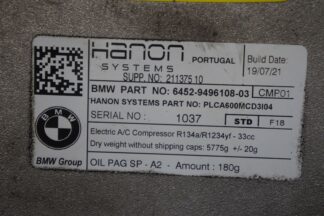 Hanon
SYSTEMS
PORTUGAL
Build Date:
19/07/21
SUPP. NO.: 211375 10
BMW PART NO: 6452-9496108-03 CMP01
HANON SYSTEMS PART NO: PLCA600MCD3I04
SERIAL NO: 1037 STD F18
BMW
Electric A/C Compressor R134a/R1234yf - 33cc
Dry weight without shipping caps: 5775g +/- 20g
BMW Group
OIL PAG SP - A2 - Amount : 180g